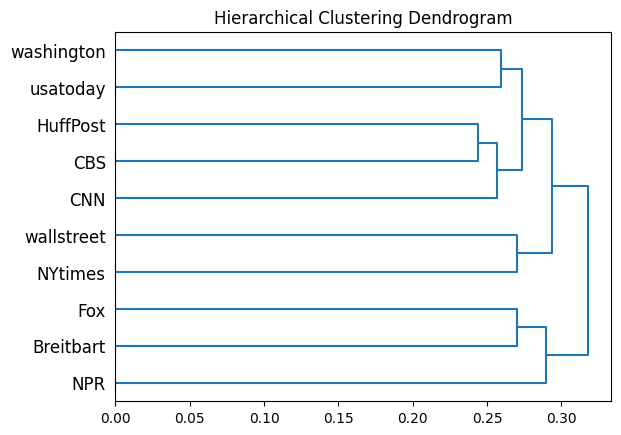 Hierarchical Clustering Dendrogram
washington
usatoday
HuffPost
CBS
CNN
wallstreet
NYtimes
Fox
Breitbart
NPR
0.00 0.05 0.10 0.15 0.20 0.25 0.30